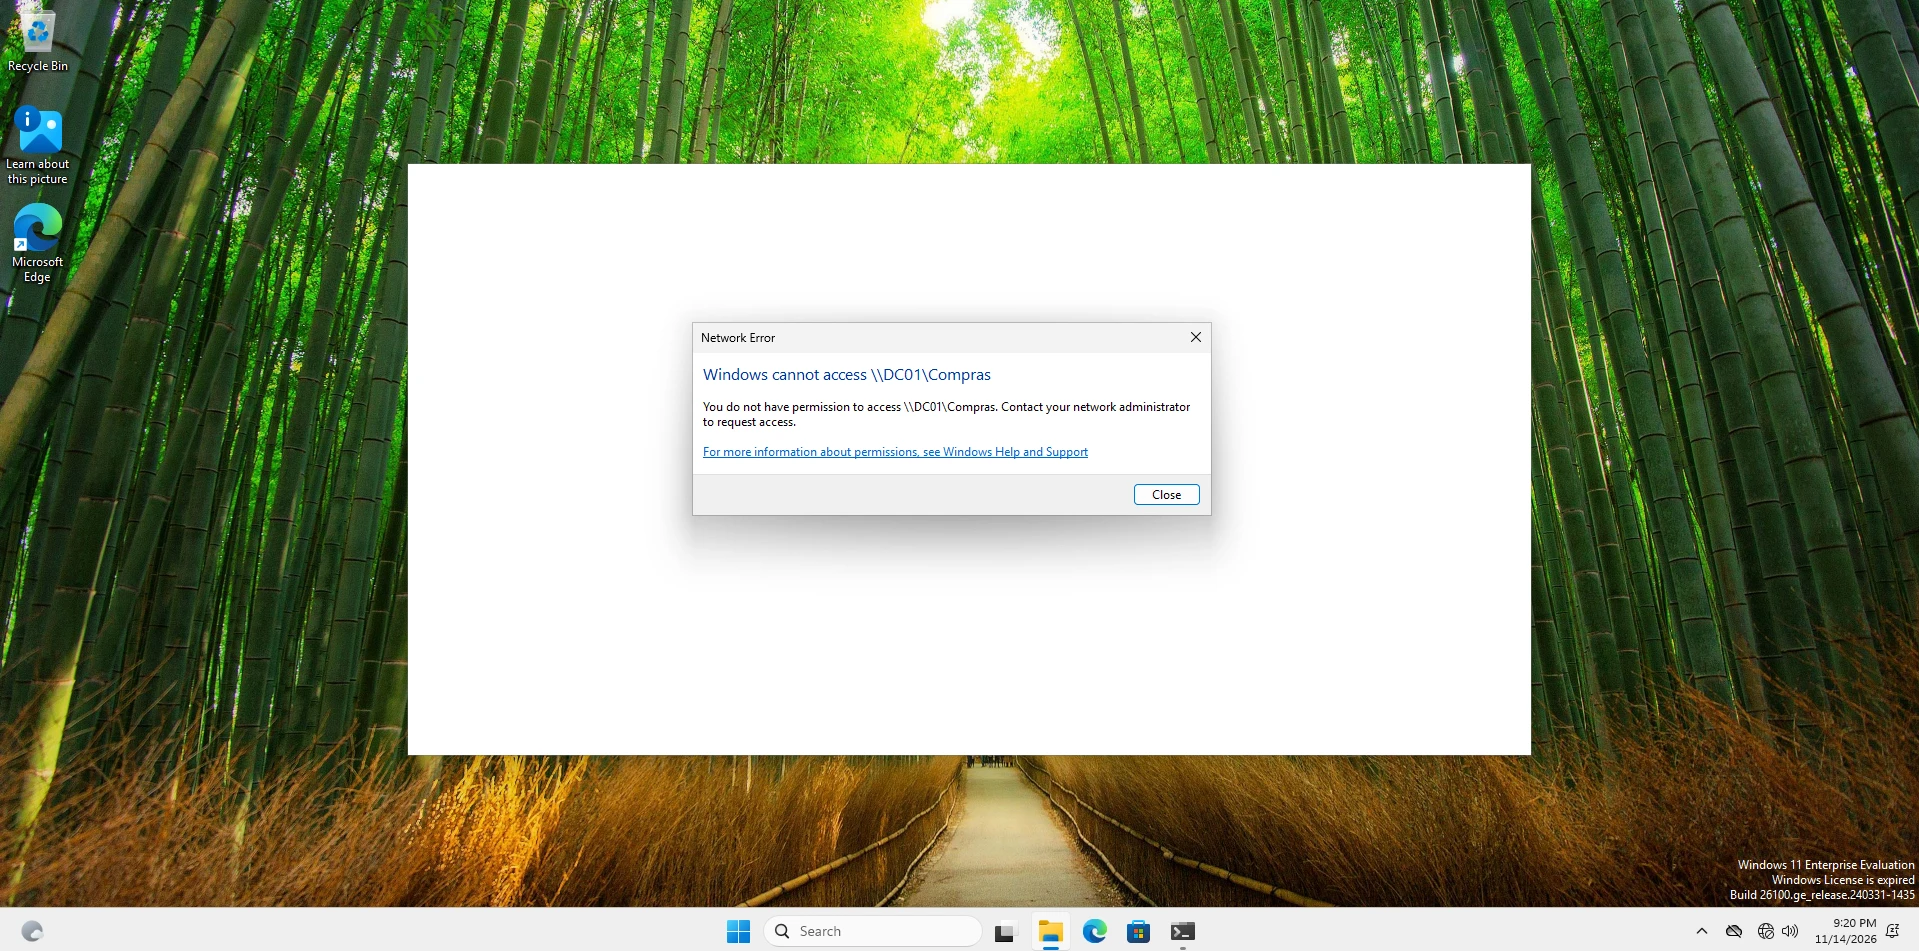 Recycle Bin
Learn about
this picture
Microsoft
Edge
Network Error
Windows cannot access \\DC01\Compras
You do not have permission to access \\DC01\Compras. Contact your network administrator
to request access.
For more information about permissions, see Windows Help and Support
Close
Windows 11 Enterprise Evaluation
Windows License is expired
Build 26100.ge_release.240331-1435
Search
9:20 PM
11/14/2026